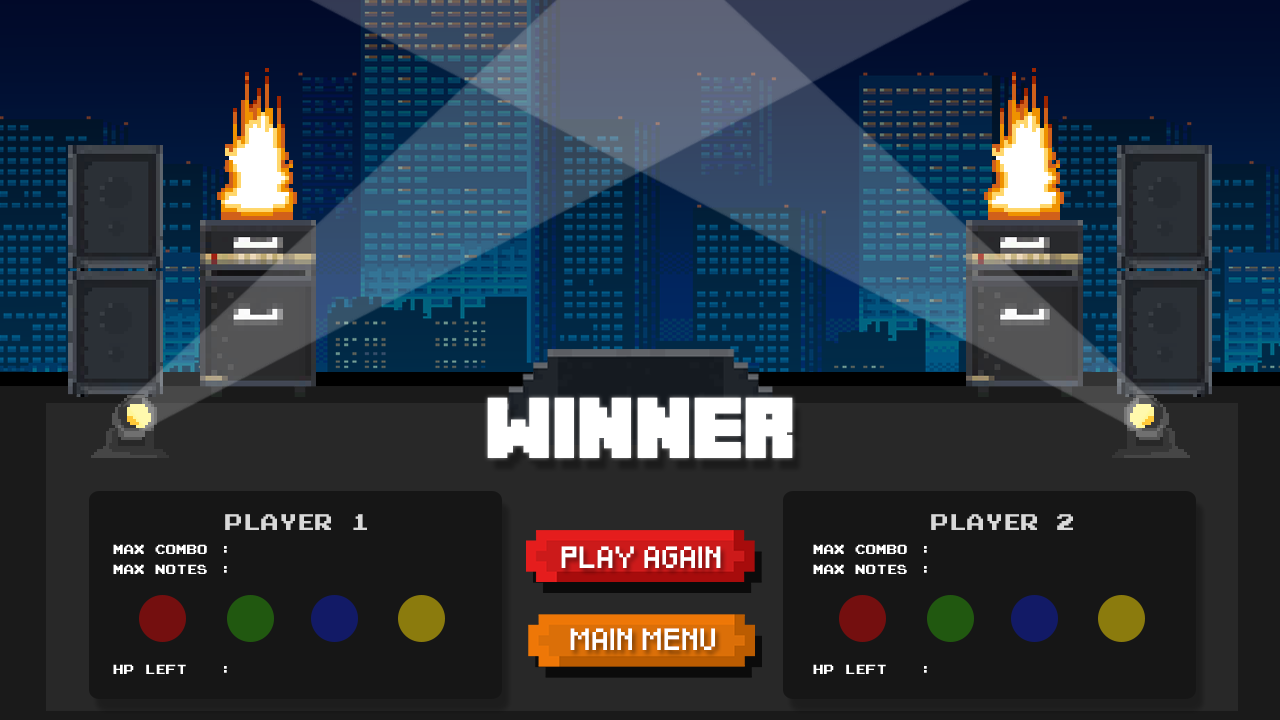 WINNER
PLAYER 1
MAX COMBO :
MAX NOTES :
HP LEFT :
PLAY AGAIN
MAIN MENU
PLAYER 2
MAX COMBO :
MAX NOTES :
HP LEFT :